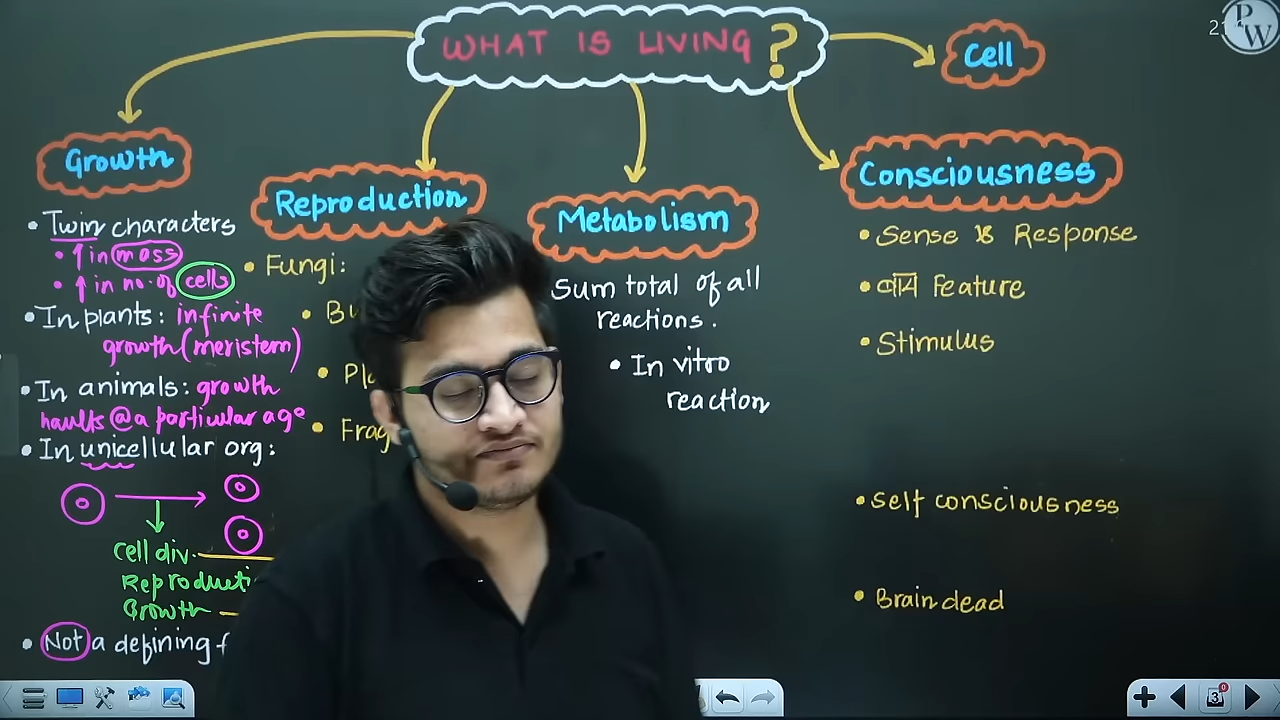 WHAT IS LIVING ?
Cell
PW
Growth
• Twin characters
• ↑ in mass
• ↑ in no. of cells
• In plants: infinite
growth (meristem)
• In animals: growth
haults @ a particular age
• In unicellular org:
Cell div.
Growth
• Not a defining
Reproduction
• Fungi:
Metabolism
Sum total of all
reactions.
• In vitro
reaction
Consciousness
• Sense & Response
• Feature
• Stimulus
• Self consciousness
• Brain dead
3